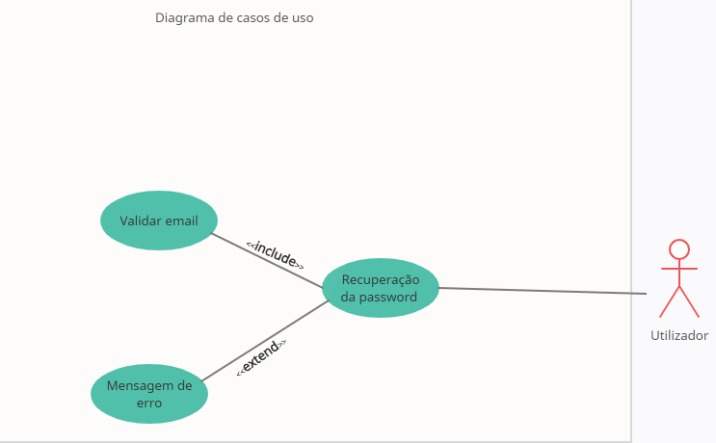 Diagrama de casos de uso
Validar email
<<include>>
Recuperação
da password
<<extend>>
Mensagem de
erro
Utilizador